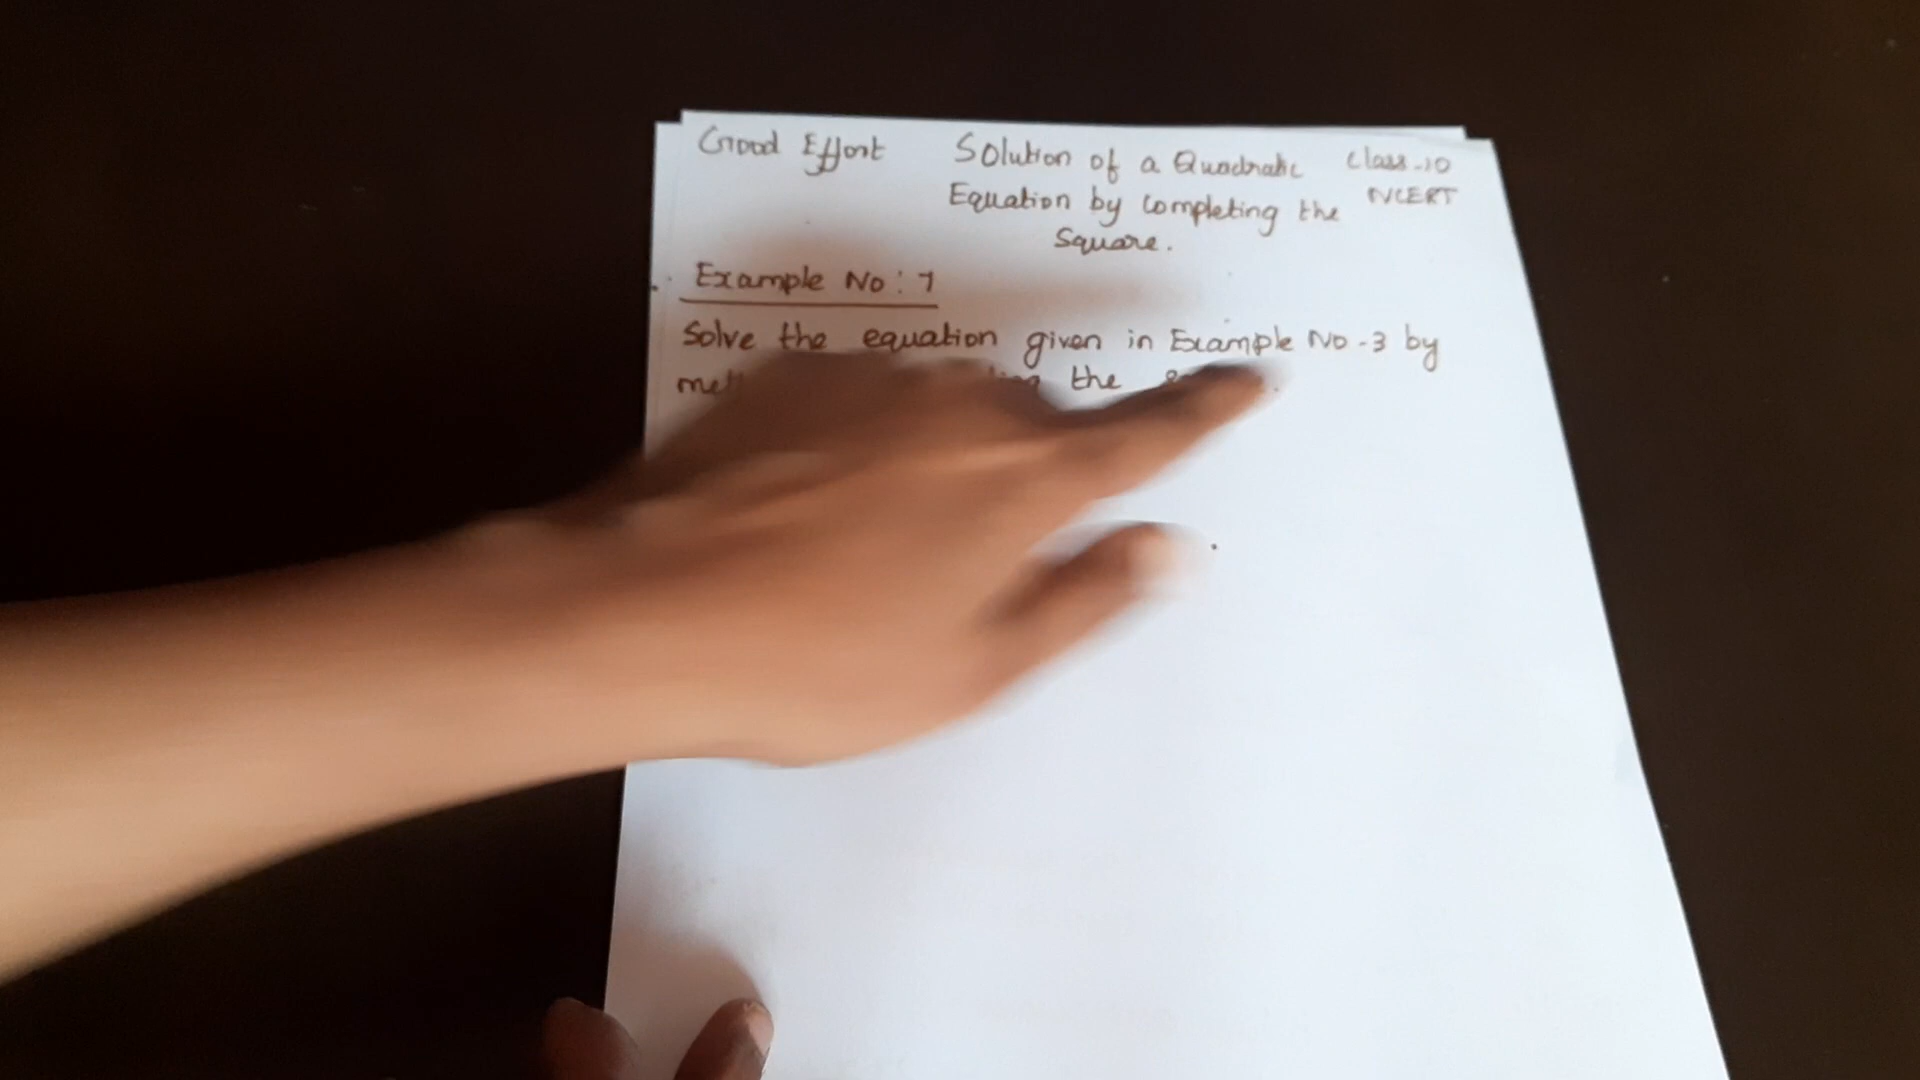 Good Effort
Solution of a Quadratic
Equation by completing the
Square.
Class-10
NCERT
Example No: 7
Solve the equation given in Example No-3 by
the